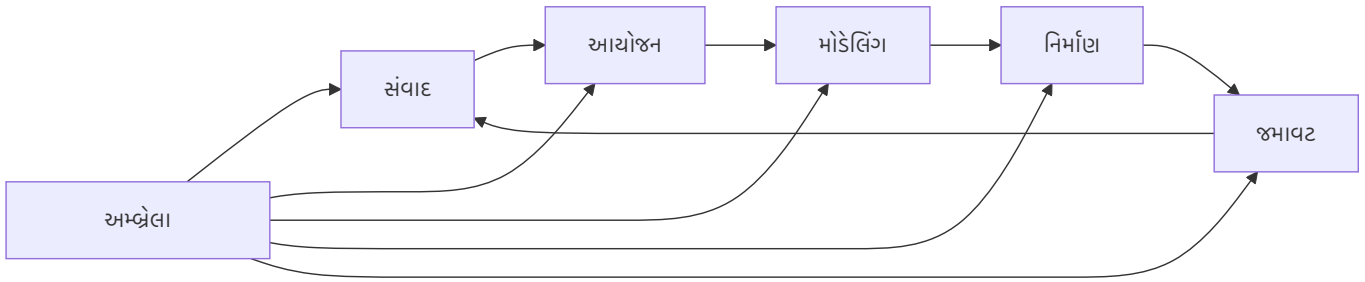 આયોજન
મોડેલિંગ
નિર્માણ
સંવાદ
જમાવટ
અમ્બ્રેલા